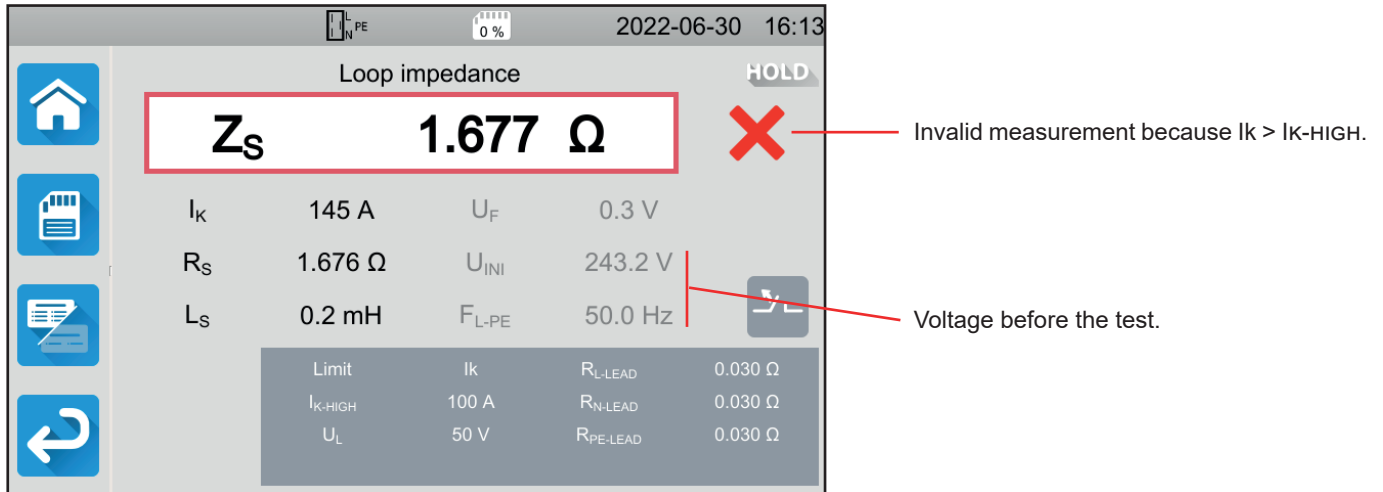 L PE N 0 % 2022-06-30 16:13
Loop impedance HOLD
Zs 1.677 Ω
Invalid measurement because Ik > IK-HIGH.
IK 145 A UF 0.3 V
RS 1.676 Ω UINI 243.2 V
LS 0.2 mH FL-PE 50.0 Hz
Voltage before the test.
Limit Ik RL-LEAD 0.030 Ω
IK-HIGH 100 A RN-LEAD 0.030 Ω
UL 50 V RPE-LEAD 0.030 Ω